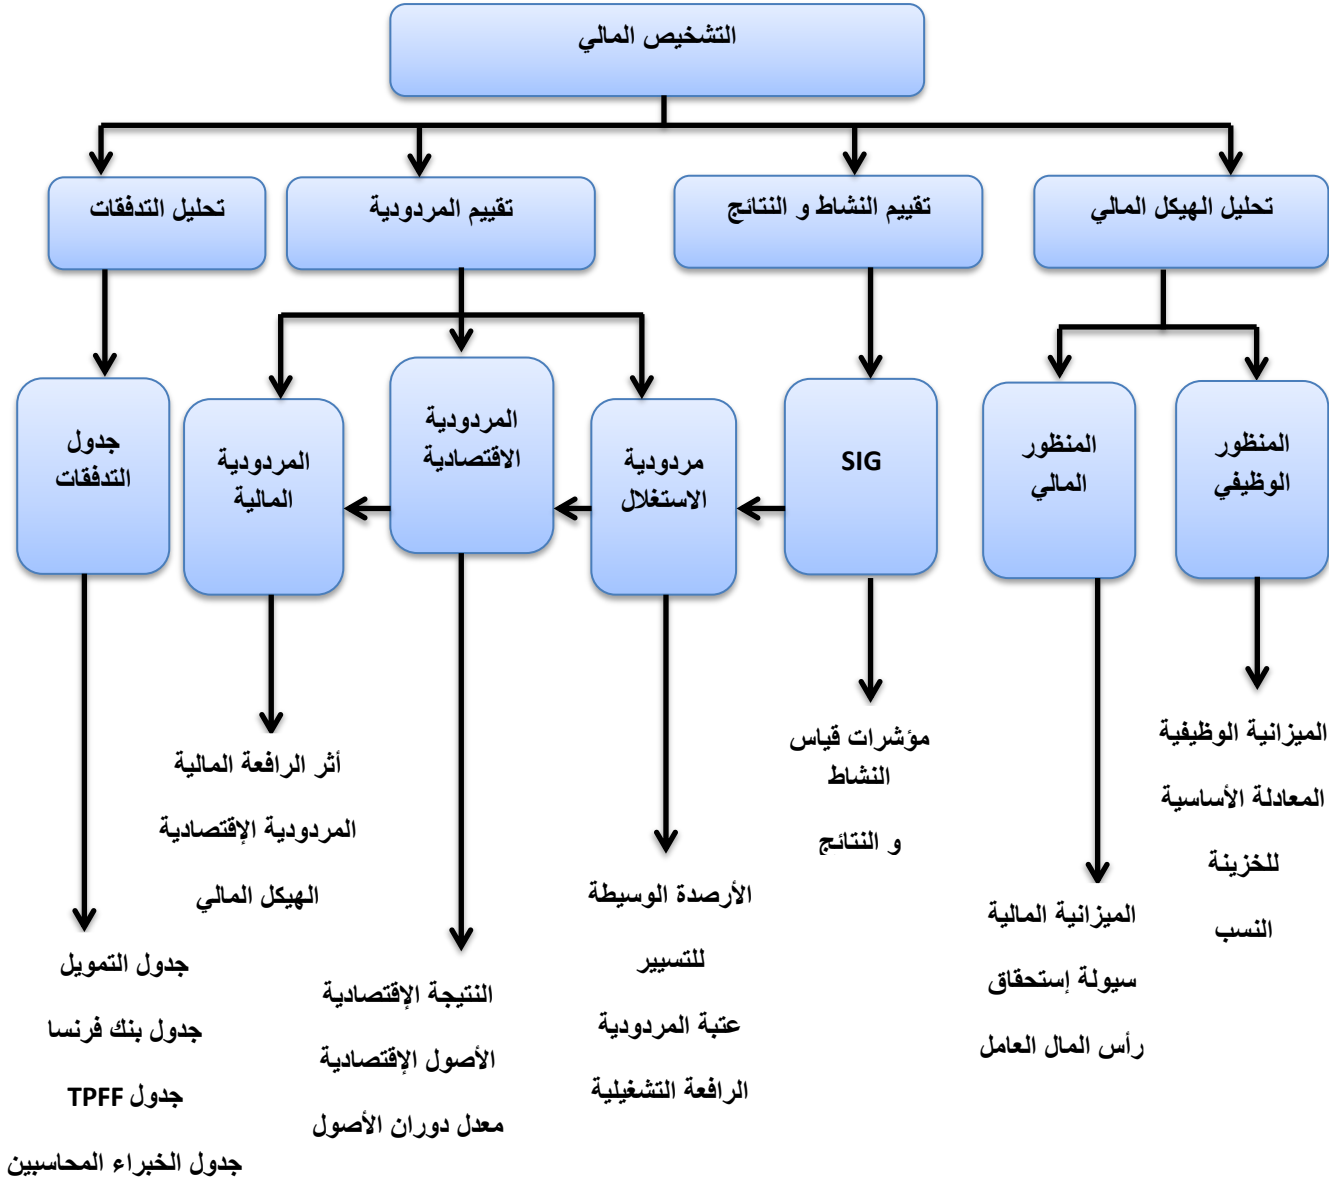 التشخيص المالي
تحليل الهيكل المالي
تقييم النشاط و النتائج
تقييم المردودية
تحليل التدفقات
المنظور
الوظيفي
المنظور
المالي
SIG
مردودية
الاستغلال
المردودية
الاقتصادية
المردودية
المالية
جدول
التدفقات
الميزانية الوظيفية
المعادلة الأساسية
للخزينة
النسب
الميزانية المالية
سيولة إستحقاق
رأس المال العامل
مؤشرات قياس
النشاط
و النتائج
الأرصدة الوسيطة
للتسيير
عتبة المردودية
الرافعة التشغيلية
النتيجة الإقتصادية
الأصول الإقتصادية
معدل دوران الأصول
أثر الرافعة المالية
المردودية الإقتصادية
الهيكل المالي
جدول التمويل
جدول بنك فرنسا
جدول TPFF
جدول الخبراء المحاسبين